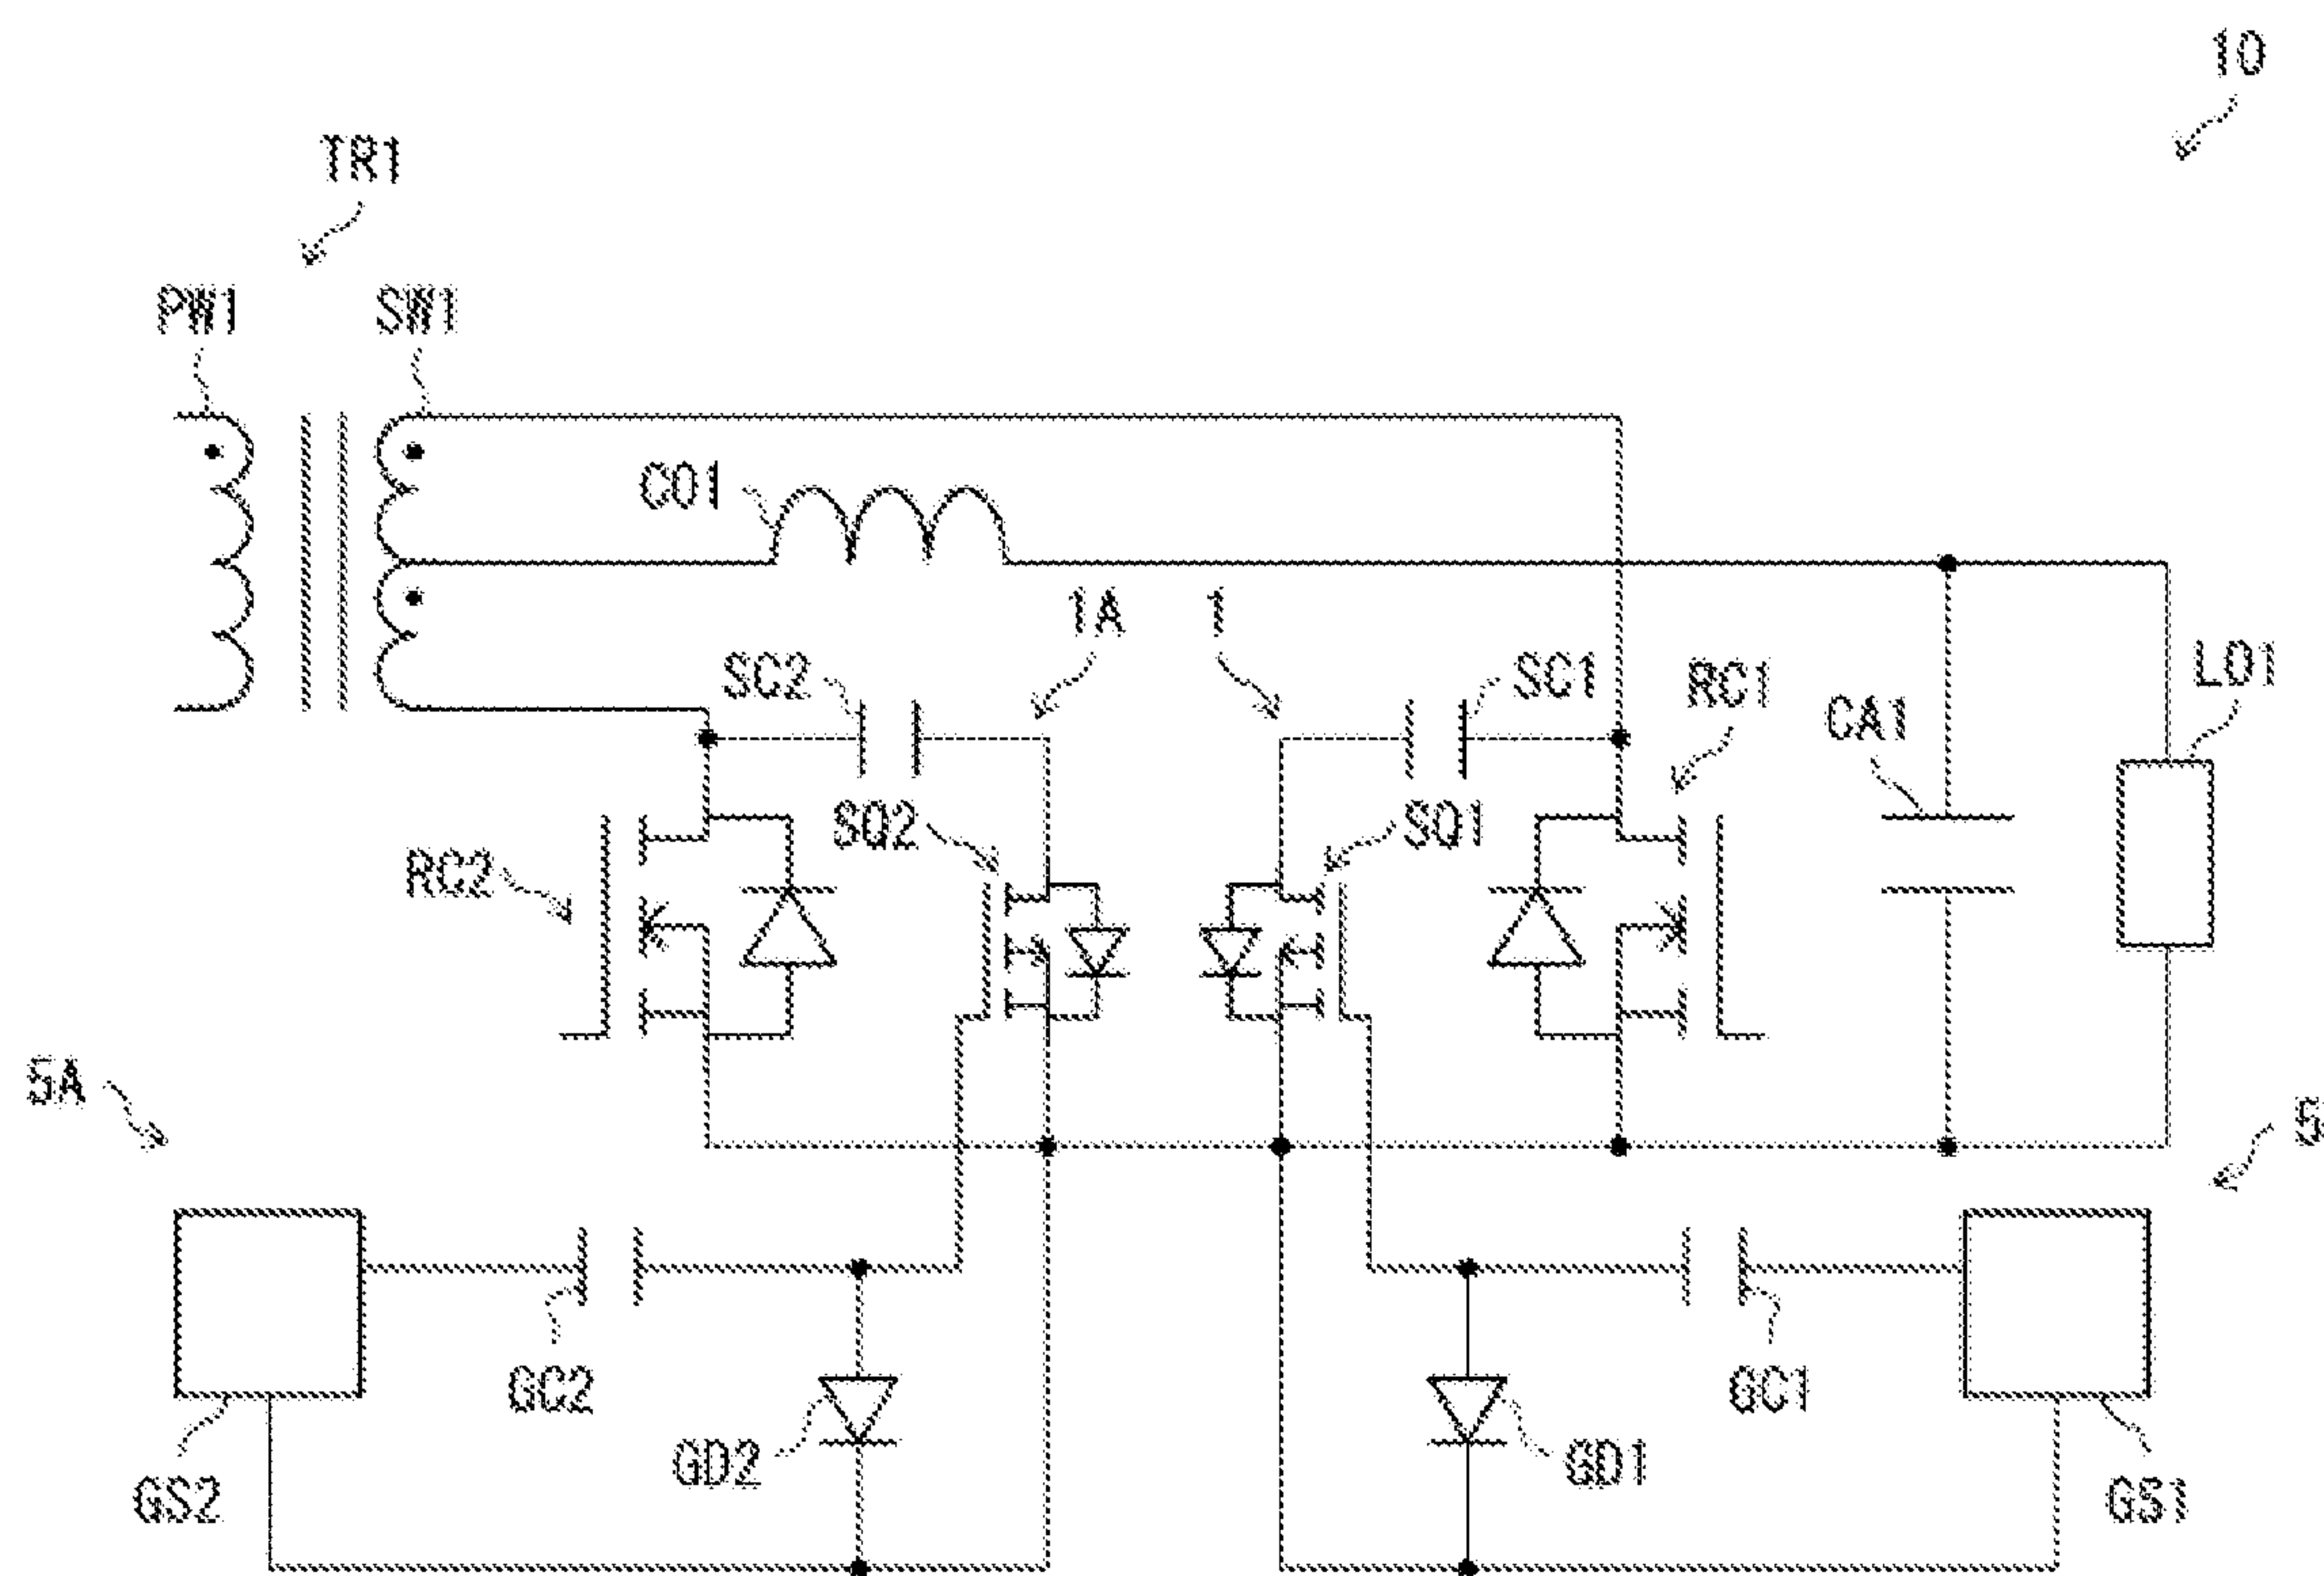 10
TR1
PW1
SW1
CO1
1A
1
SC2
SC1
RC1
LO1
CA1
SQ2
SQ1
RC2
5A
5
GC2
GC1
GD2
GD1
GS2
GS1